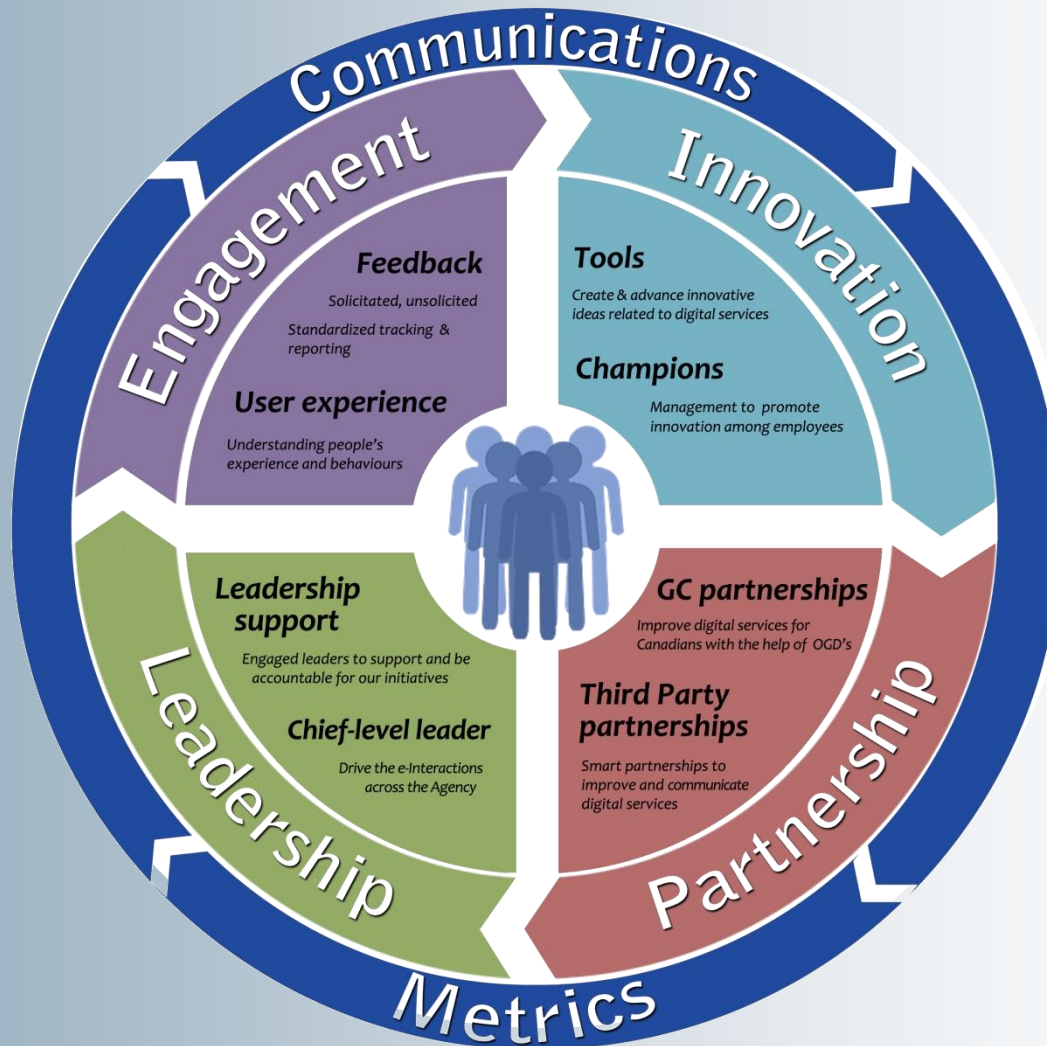 Communications
Engagement
Feedback
Solicitated, unsolicited
Standardized tracking &
reporting
User experience
Understanding people's
experience and behaviours
Innovation
Tools
Create & advance innovative
ideas related to digital services
Champions
Management to promote
innovation among employees
Leadership
Leadership
support
Engaged leaders to support and be
accountable for our initiatives
Chief-level leader
Drive the e-Interactions
across the Agency
Partnership
GC partnerships
Improve digital services for
Canadians with the help of OGD's
Third Party
partnerships
Smart partnerships to
improve and communicate
digital services
Metrics